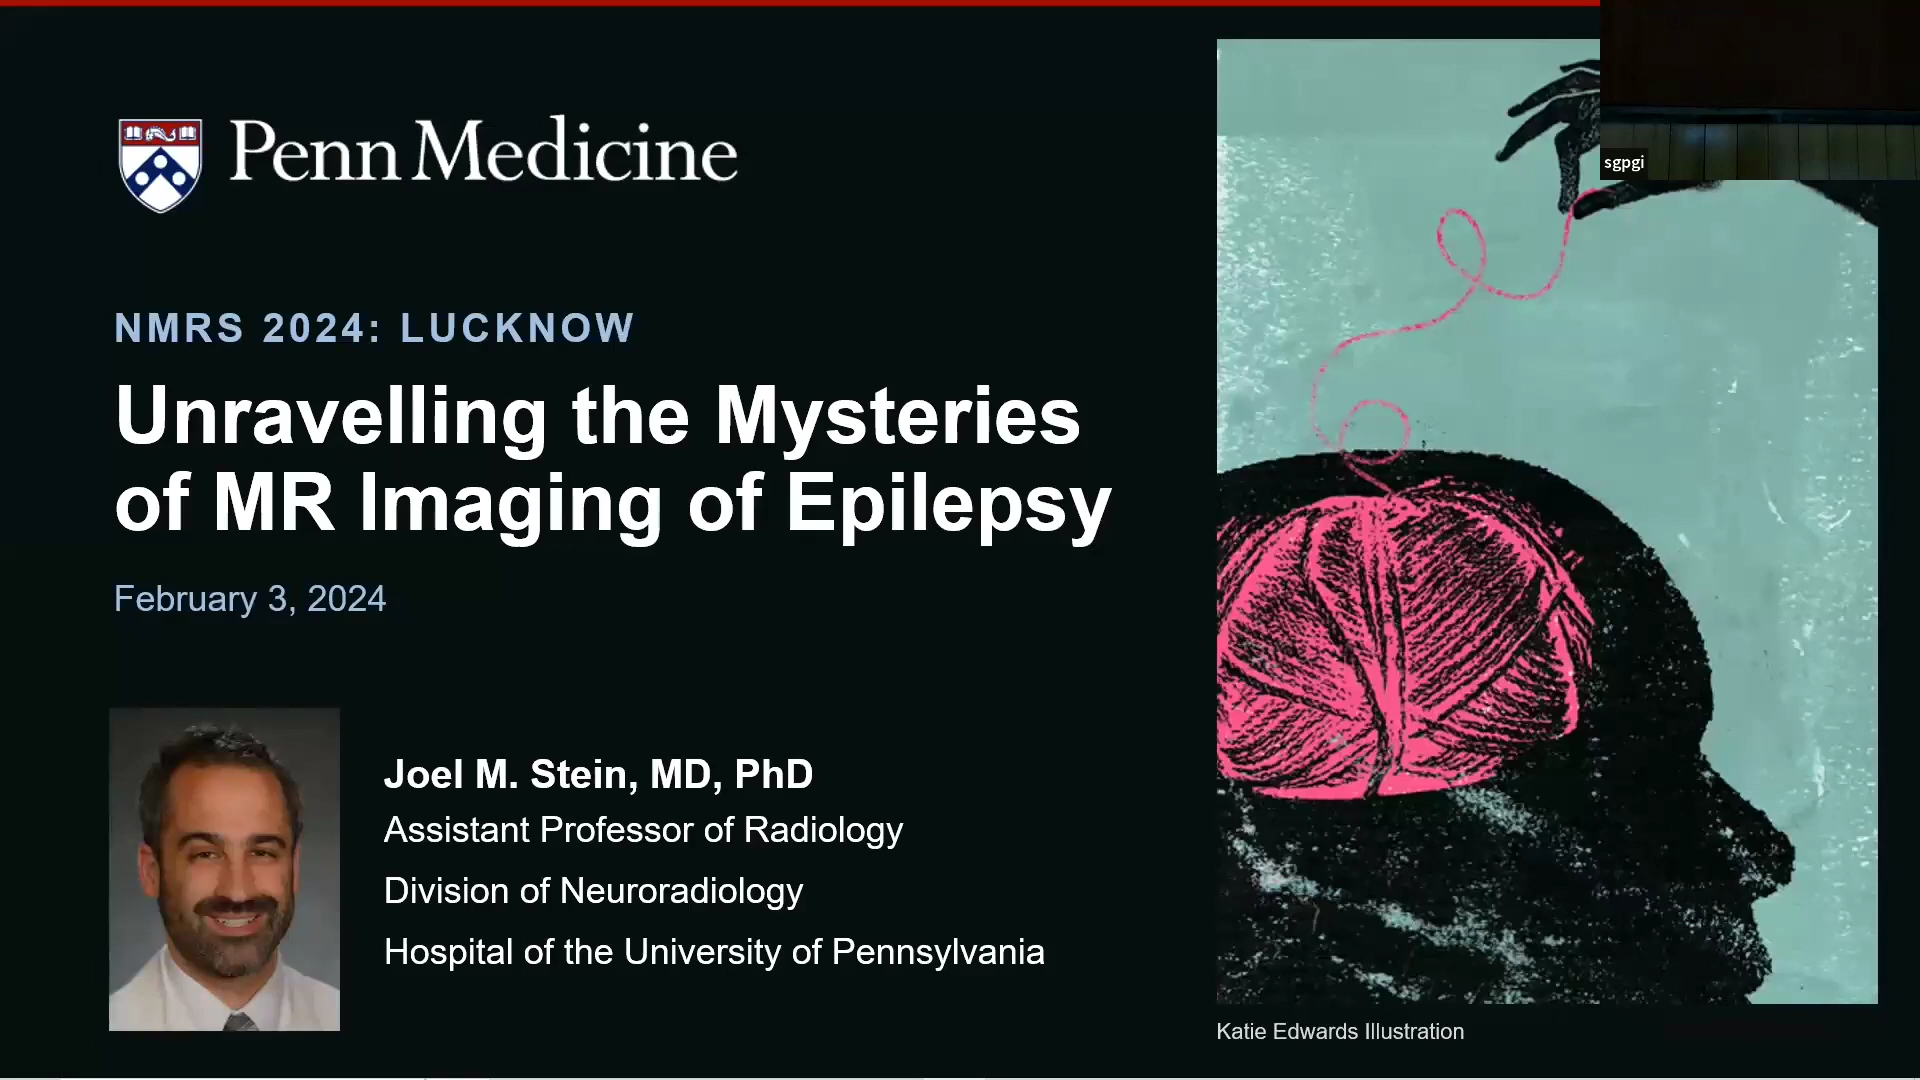 Penn Medicine
NMRS 2024: LUCKNOW
Unravelling the Mysteries
of MR Imaging of Epilepsy
February 3, 2024
Joel M. Stein, MD, PhD
Assistant Professor of Radiology
Division of Neuroradiology
Hospital of the University of Pennsylvania
sgpgi
Katie Edwards Illustration